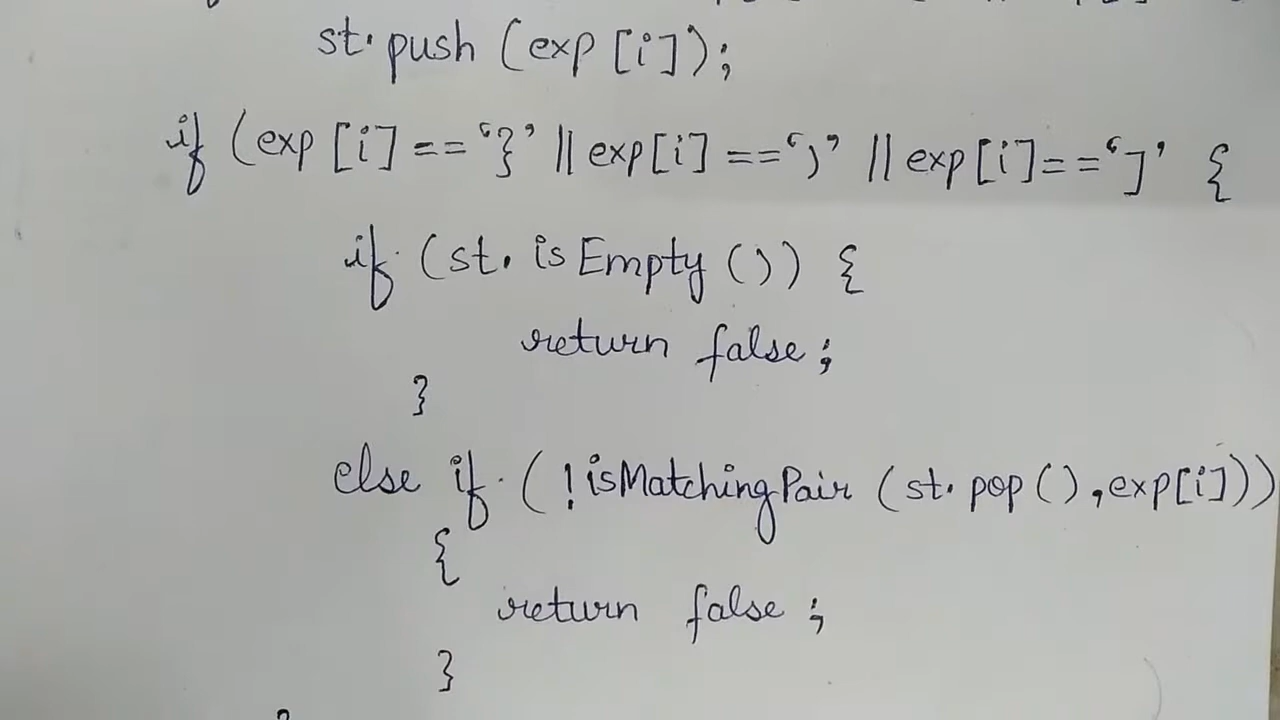 st.push (exp [i]);
if (exp [i] == '}' || exp[i] == ')' || exp[i] == ']' {
if (st. isEmpty ()) {
return false;
}
else if ( ! isMatchingPair (st. pop (), exp[i]))
{
return false ;
}